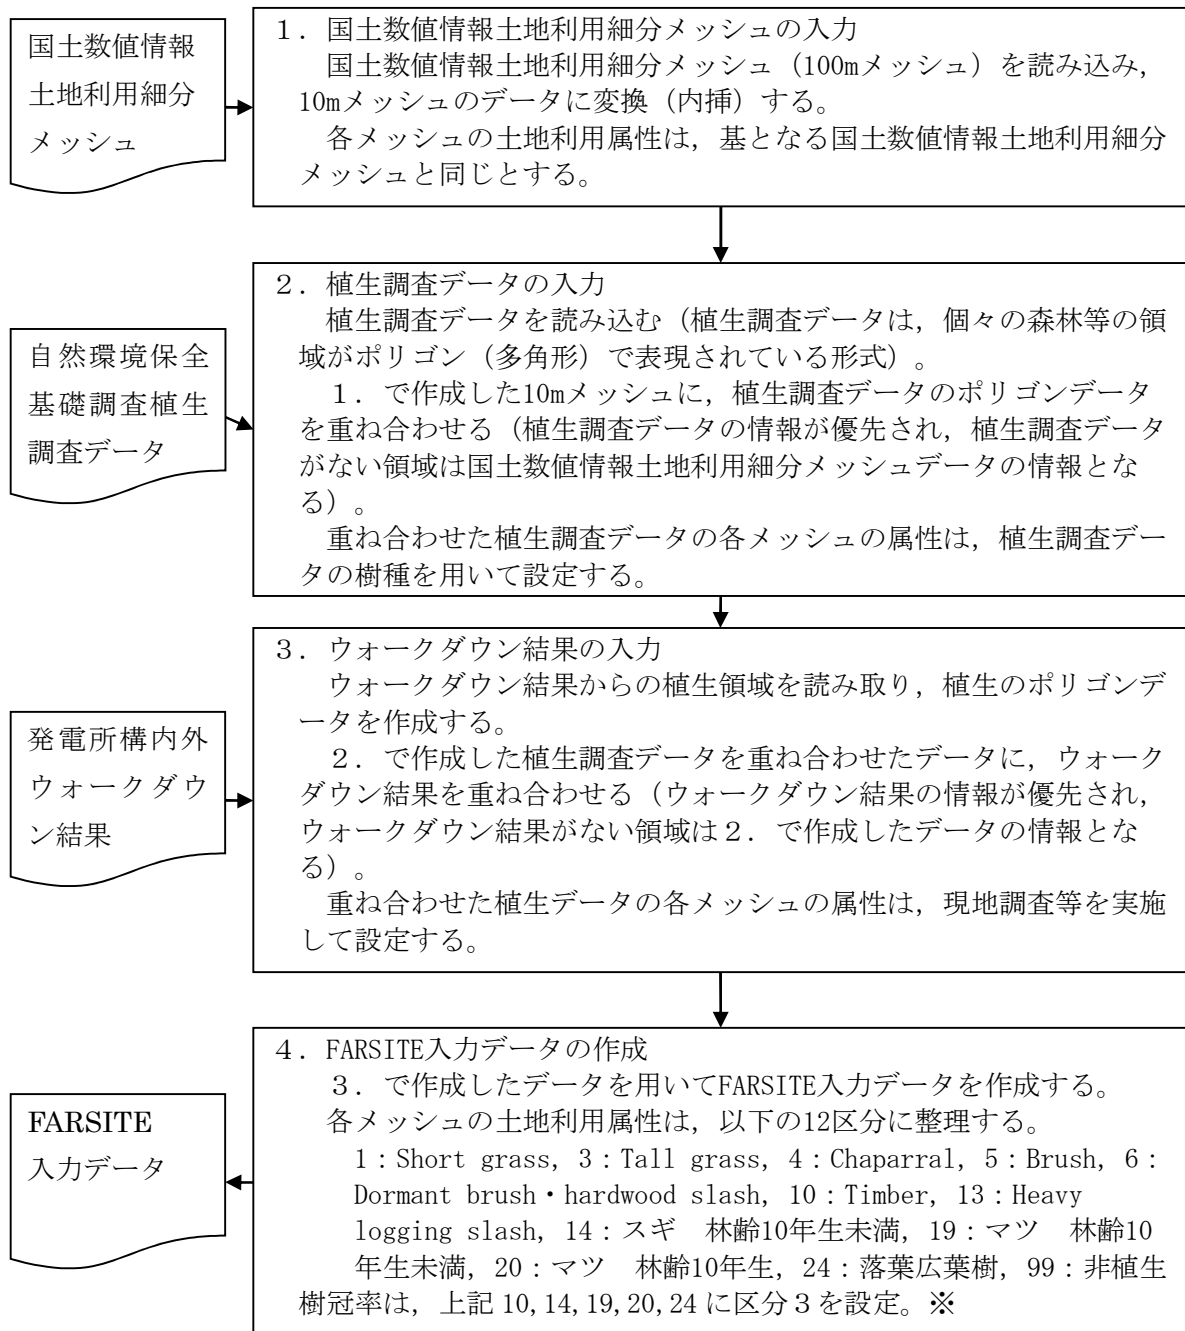 国土数値情報
土地利用細分
メッシュ
１．国土数値情報土地利用細分メッシュの入力
国土数値情報土地利用細分メッシュ（100mメッシュ）を読み込み，
10mメッシュのデータに変換（内挿）する。
各メッシュの土地利用属性は，基となる国土数値情報土地利用細分
メッシュと同じとする。
自然環境保全
基礎調査植生
調査データ
２．植生調査データの入力
植生調査データを読み込む（植生調査データは，個々の森林等の領
域がポリゴン（多角形）で表現されている形式）。
１．で作成した10mメッシュに，植生調査データのポリゴンデータ
を重ね合わせる（植生調査データの情報が優先され，植生調査データ
がない領域は国土数値情報土地利用細分メッシュデータの情報とな
る）。
重ね合わせた植生調査データの各メッシュの属性は，植生調査デー
タの樹種を用いて設定する。
発電所構内外
ウォークダウ
ン結果
３．ウォークダウン結果の入力
ウォークダウン結果からの植生領域を読み取り，植生のポリゴンデ
ータを作成する。
２．で作成した植生調査データを重ね合わせたデータに，ウォーク
ダウン結果を重ね合わせる（ウォークダウン結果の情報が優先され，
ウォークダウン結果がない領域は２．で作成したデータの情報とな
る）。
重ね合わせた植生データの各メッシュの属性は，現地調査等を実施
して設定する。
FARSITE
入力データ
４．FARSITE入力データの作成
３．で作成したデータを用いてFARSITE入力データを作成する。
各メッシュの土地利用属性は，以下の12区分に整理する。
1：Short grass，3：Tall grass，4：Chaparral，5：Brush，6：
Dormant brush・hardwood slash，10：Timber，13：Heavy
logging slash，14：スギ　林齢10年生未満，19：マツ　林齢10
年生未満，20：マツ　林齢10年生，24：落葉広葉樹，99：非植生
樹冠率は，上記 10,14,19,20,24 に区分３を設定。※